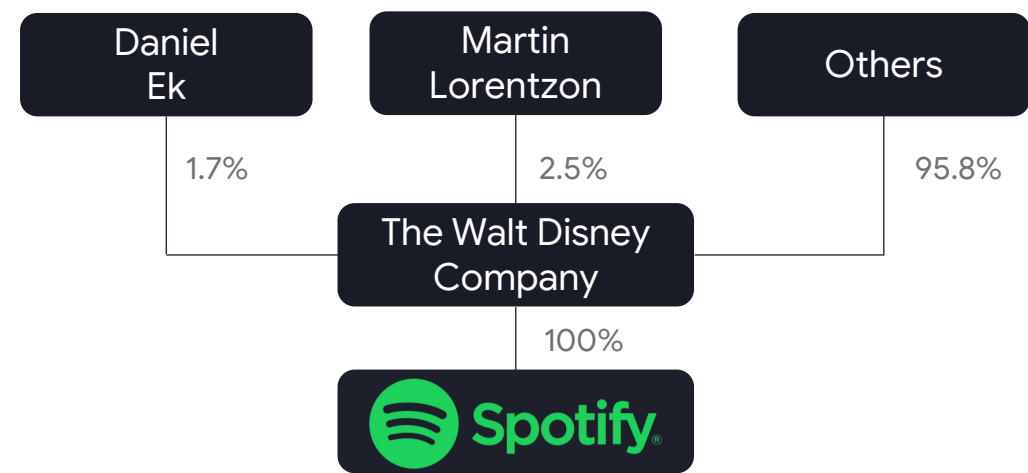 Daniel
Ek
Martin
Lorentzon
Others
1.7%
2.5%
95.8%
The Walt Disney
Company
100%
Spotify®